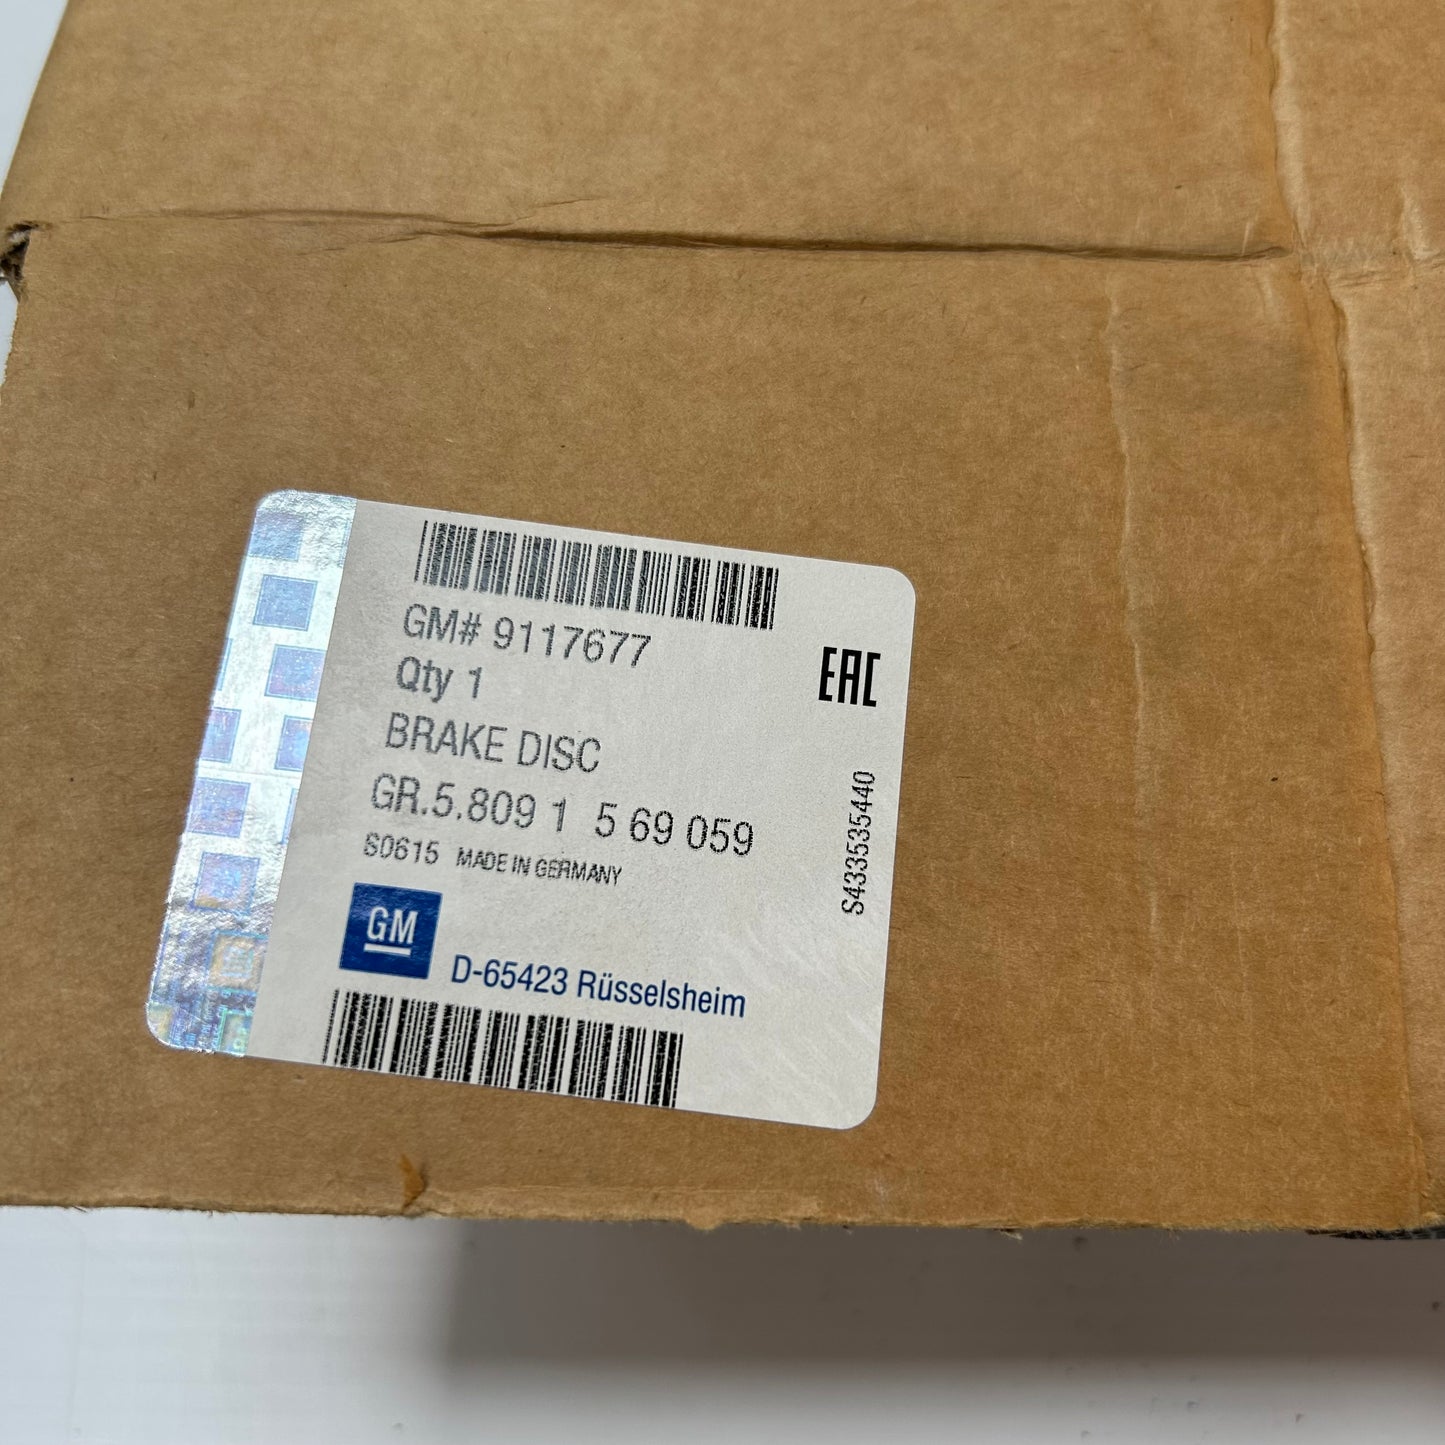 GM# 9117677
Qty 1
BRAKE DISC
GR.5.809 1 5 69 059
S0615 MADE IN GERMANY
GM
D-65423 Rüsselsheim
EAC
S433535440